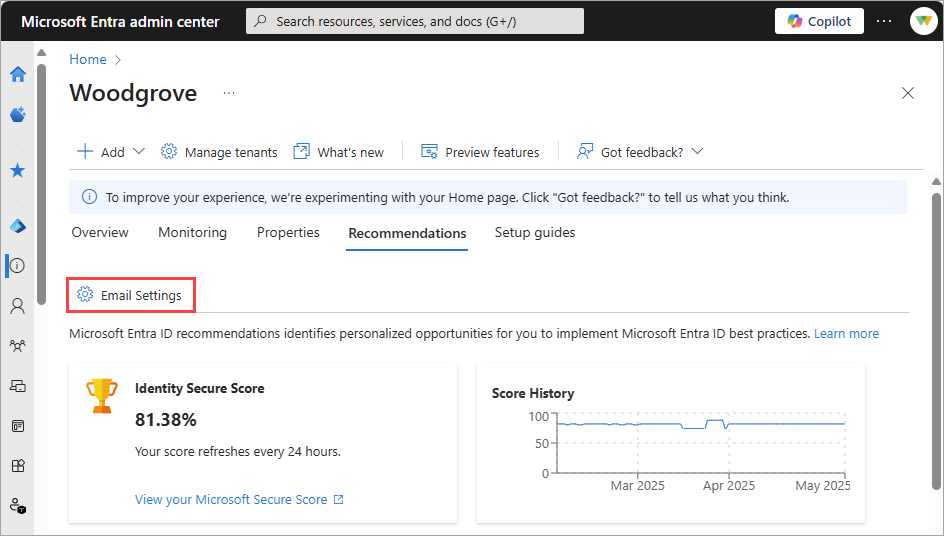 Microsoft Entra admin center
Search resources, services, and docs (G+/)
Copilot
Home
Woodgrove
Add
Manage tenants
What's new
Preview features
Got feedback?
To improve your experience, we're experimenting with your Home page. Click "Got feedback?" to tell us what you think.
Overview
Monitoring
Properties
Recommendations
Setup guides
Email Settings
Microsoft Entra ID recommendations identifies personalized opportunities for you to implement Microsoft Entra ID best practices. Learn more
Identity Secure Score
81.38%
Your score refreshes every 24 hours.
View your Microsoft Secure Score
Score History
100
50
0
Mar 2025
Apr 2025
May 2025